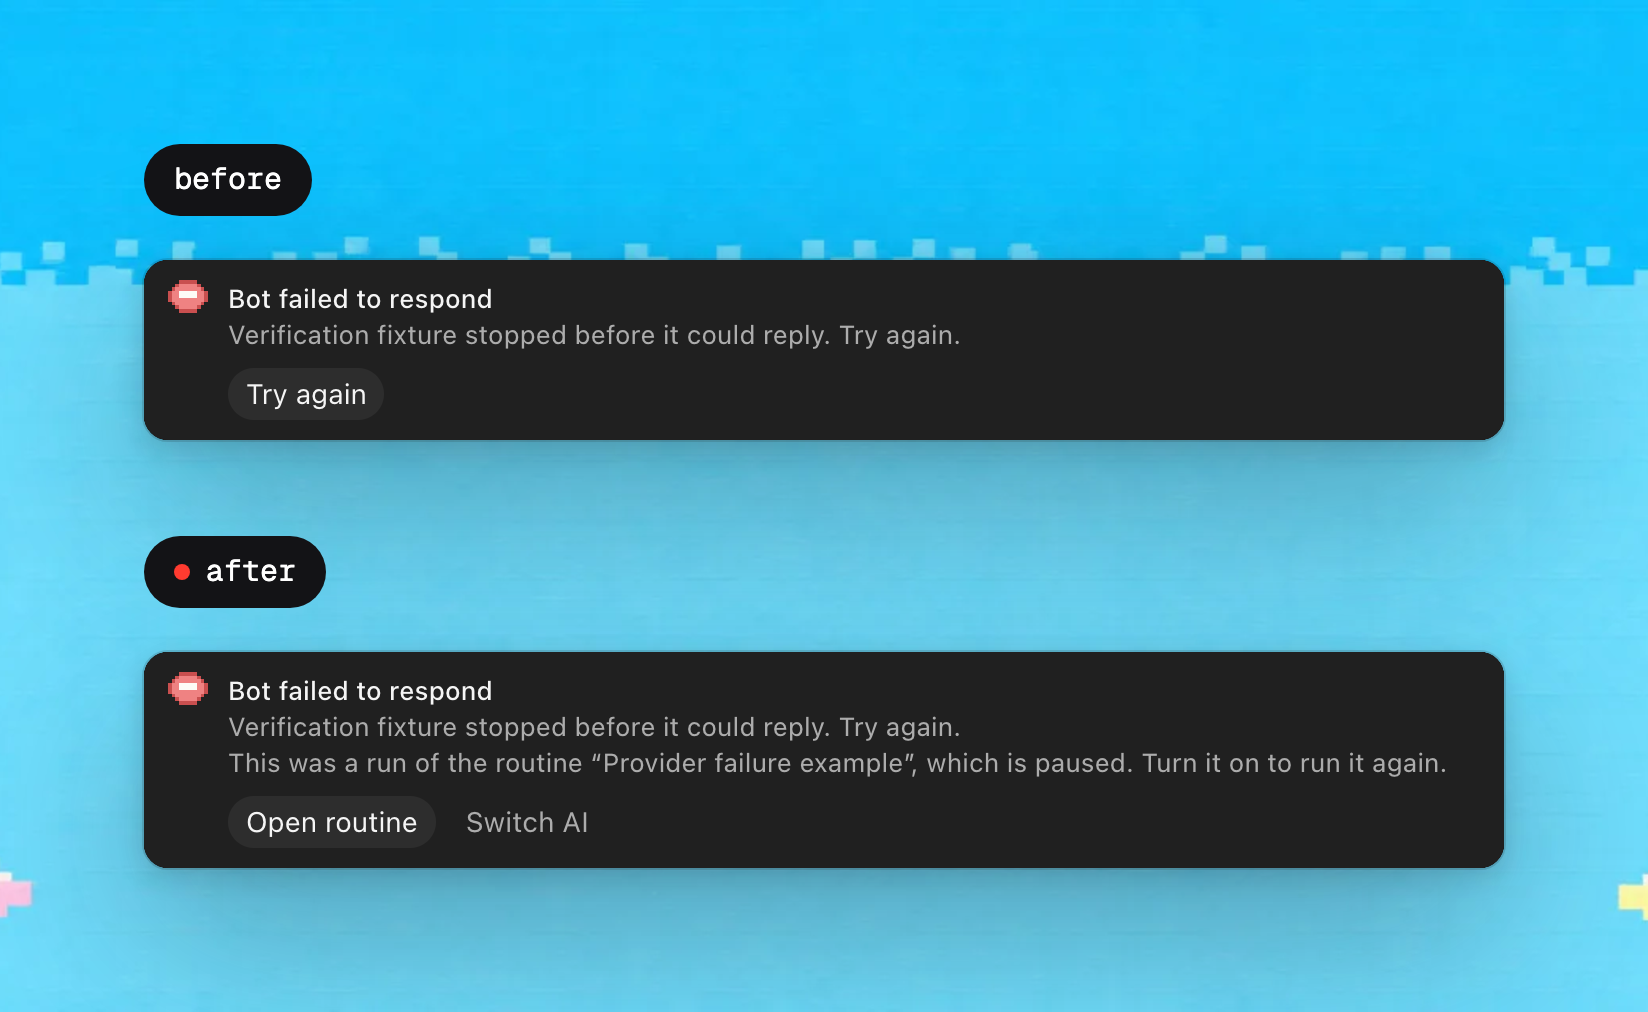 before
Bot failed to respond
Verification fixture stopped before it could reply. Try again.
Try again
after
Bot failed to respond
Verification fixture stopped before it could reply. Try again.
This was a run of the routine “Provider failure example”, which is paused. Turn it on to run it again.
Open routine
Switch AI